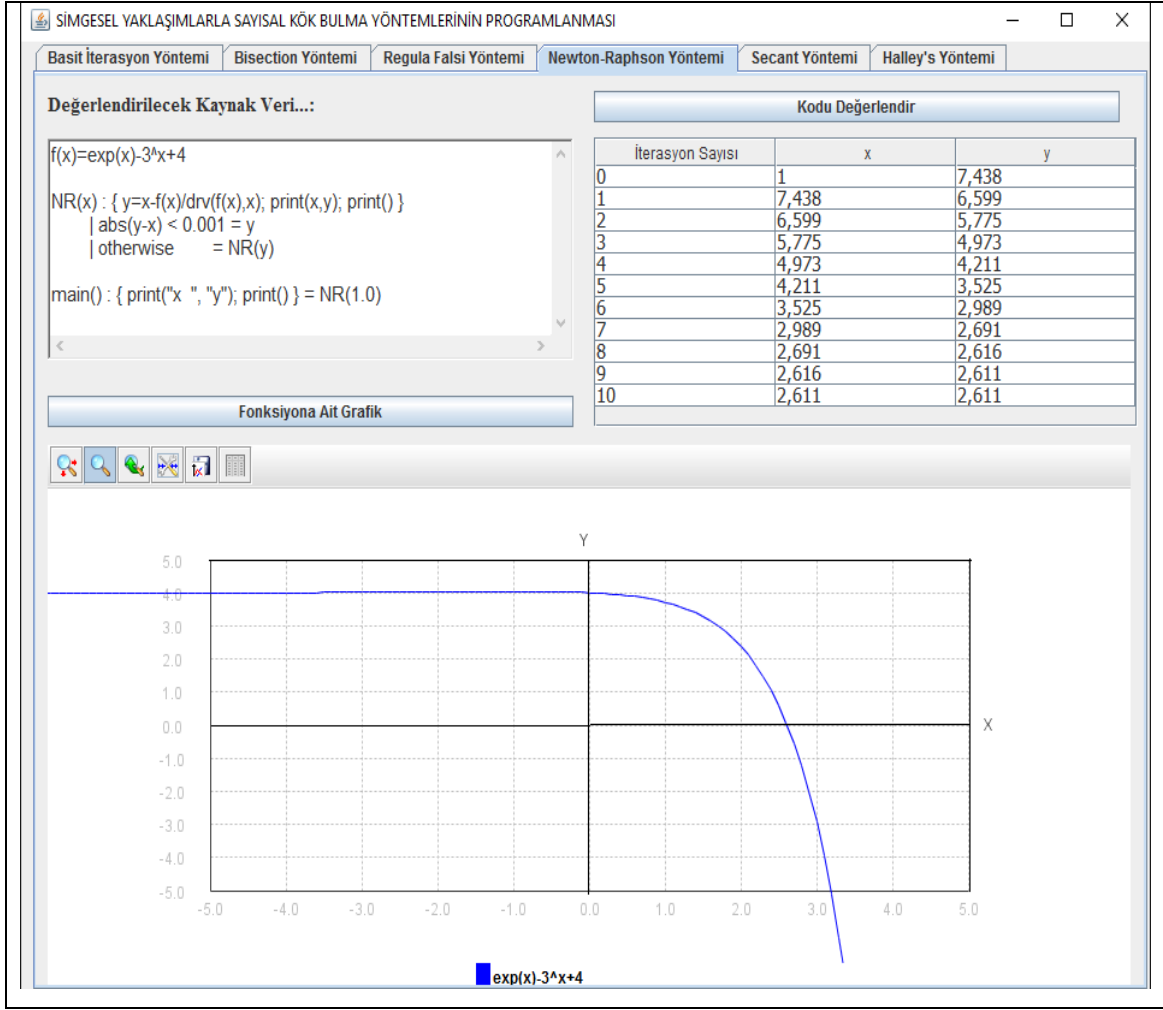 SİMGESEL YAKLAŞIMLARLA SAYISAL KÖK BULMA YÖNTEMLERİNİN PROGRAMLANMASI
Basit İterasyon Yöntemi Bisection Yöntemi Regula Falsi Yöntemi Newton-Raphson Yöntemi Secant Yöntemi Halley's Yöntemi
Değerlendirilecek Kaynak Veri...:
f(x)=exp(x)-3^x+4
NR(x) : { y=x-f(x)/drv(f(x),x); print(x,y); print() }
| abs(y-x) < 0.001 = y
| otherwise = NR(y)
main() : { print("x ", "y"); print() } = NR(1.0)
Fonksiyona Ait Grafik
Kodu Değerlendir
İterasyon Sayısı x y
0 1 7,438
1 7,438 6,599
2 6,599 5,775
3 5,775 4,973
4 4,973 4,211
5 4,211 3,525
6 3,525 2,989
7 2,989 2,691
8 2,691 2,616
9 2,616 2,611
10 2,611 2,611
Y
5.0
4.0
3.0
2.0
1.0
0.0
X
-1.0
-2.0
-3.0
-4.0
-5.0
-5.0 -4.0 -3.0 -2.0 -1.0 0.0 1.0 2.0 3.0 4.0 5.0
exp(x)-3^x+4